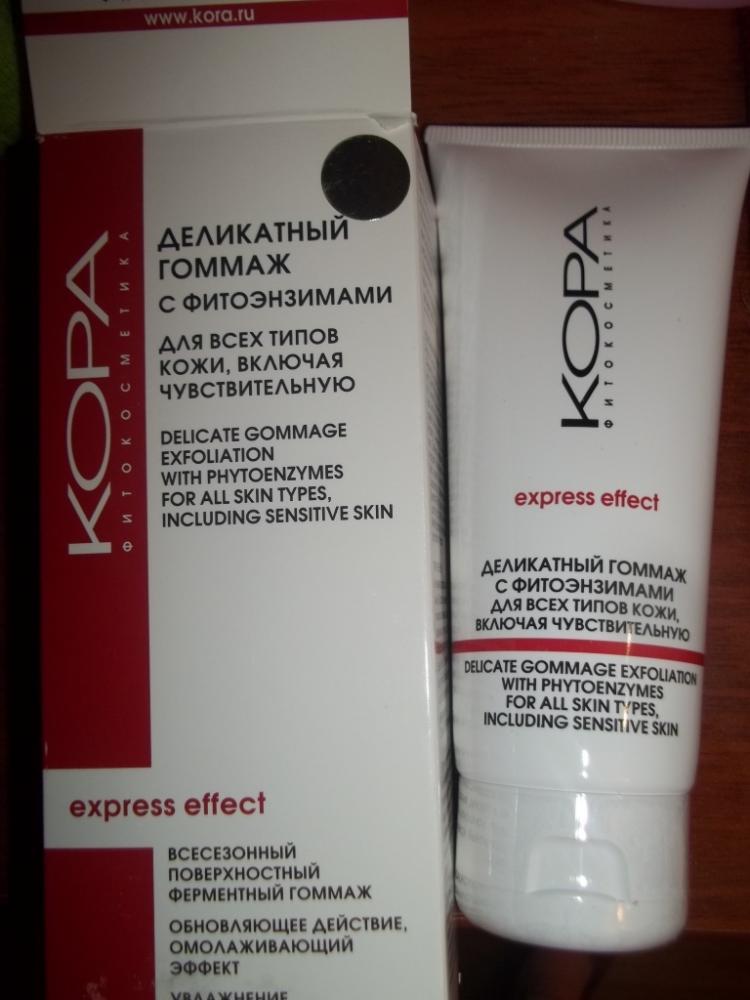 www.kora.ru
КОРА
ФИТОКОСМЕТИКА
ДЕЛИКАТНЫЙ
ГОММАЖ
С ФИТОЭНЗИМАМИ
ДЛЯ ВСЕХ ТИПОВ
КОЖИ, ВКЛЮЧАЯ
ЧУВСТВИТЕЛЬНУЮ
DELICATE GOMMAGE
EXFOLIATION
WITH PHYTOENZYMES
FOR ALL SKIN TYPES,
INCLUDING SENSITIVE SKIN
express effect
ВСЕСЕЗОННЫЙ
ПОВЕРХНОСТНЫЙ
ФЕРМЕНТНЫЙ ГОММАЖ
ОБНОВЛЯЮЩЕЕ ДЕЙСТВИЕ,
ОМОЛАЖИВАЮЩИЙ
ЭФФЕКТ
УВЛАЖНЕНИЕ
КОРА
ФИТОКОСМЕТИКА
express effect
ДЕЛИКАТНЫЙ ГОММАЖ
С ФИТОЭНЗИМАМИ
ДЛЯ ВСЕХ ТИПОВ КОЖИ,
ВКЛЮЧАЯ ЧУВСТВИТЕЛЬНУЮ
DELICATE GOMMAGE EXFOLIATION
WITH PHYTOENZYMES
FOR ALL SKIN TYPES,
INCLUDING SENSITIVE SKIN